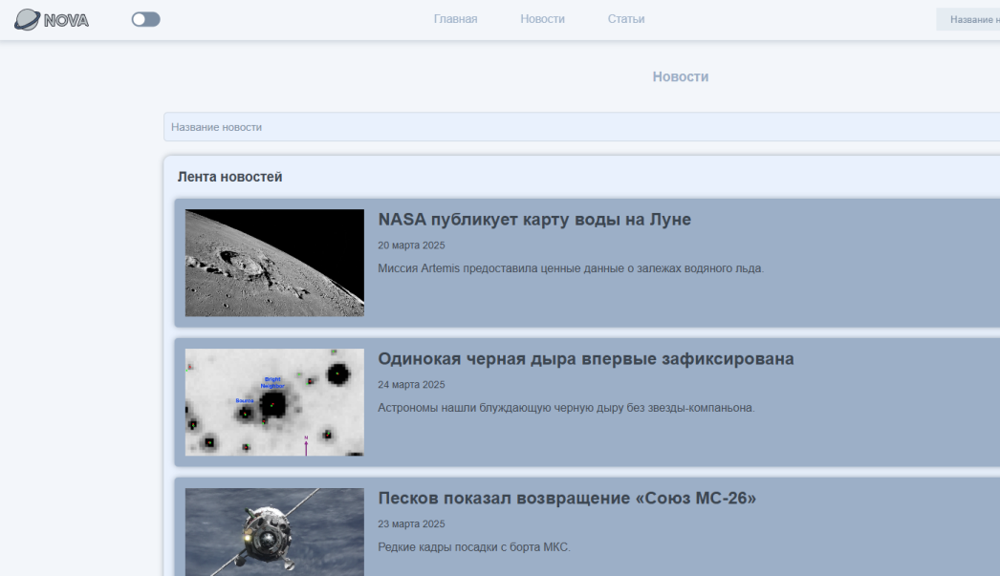 NOVA
Главная
Новости
Статьи
Название
Новости
Название новости
Лента новостей
NASA публикует карту воды на Луне
20 марта 2025
Миссия Artemis предоставила ценные данные о залежах водяного льда.
Одинокая черная дыра впервые зафиксирована
24 марта 2025
Астрономы нашли блуждающую черную дыру без звезды-компаньона.
Bright
Neighbor
Source
N
Песков показал возвращение «Союз МС-26»
23 марта 2025
Редкие кадры посадки с борта МКС.